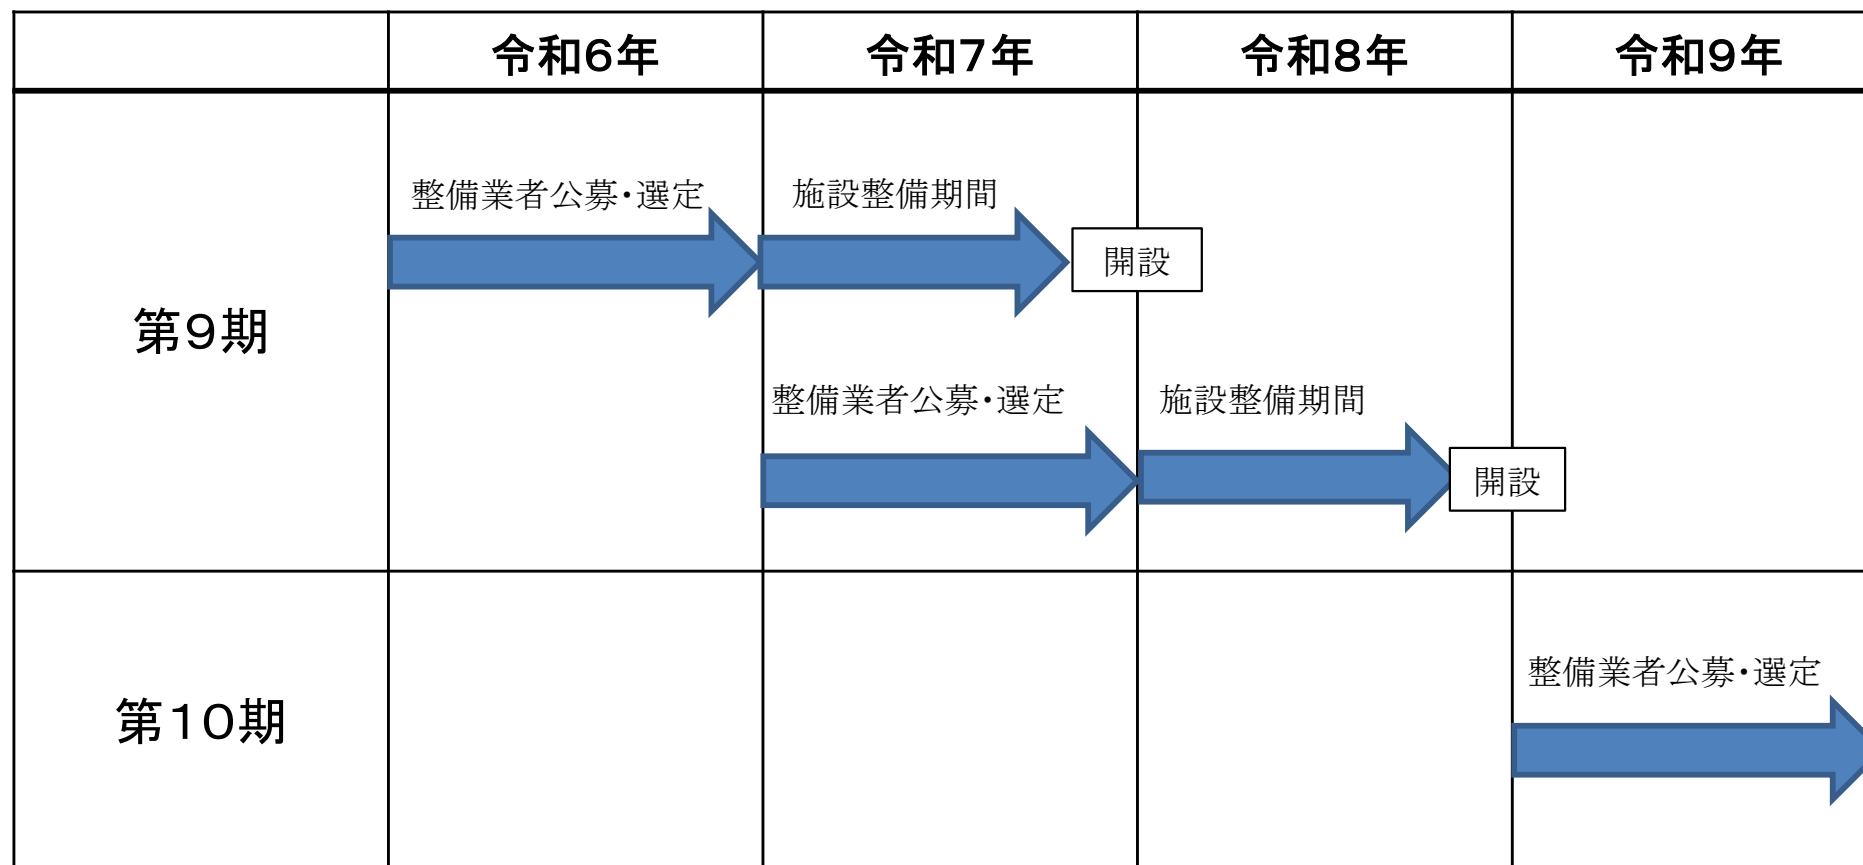 令和6年 令和7年 令和8年 令和9年
整備業者公募・選定 施設整備期間
開設
第9期
整備業者公募・選定 施設整備期間
開設
整備業者公募・選定
第10期